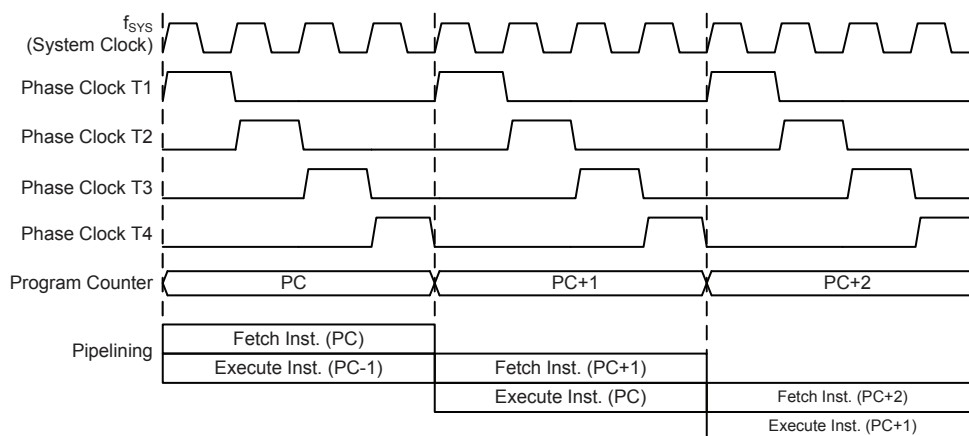 fSYS
(System Clock)
Phase Clock T1
Phase Clock T2
Phase Clock T3
Phase Clock T4
Program Counter PC PC+1 PC+2
Pipelining
Fetch Inst. (PC)
Execute Inst. (PC-1) Fetch Inst. (PC+1)
Execute Inst. (PC) Fetch Inst. (PC+2)
Execute Inst. (PC+1)